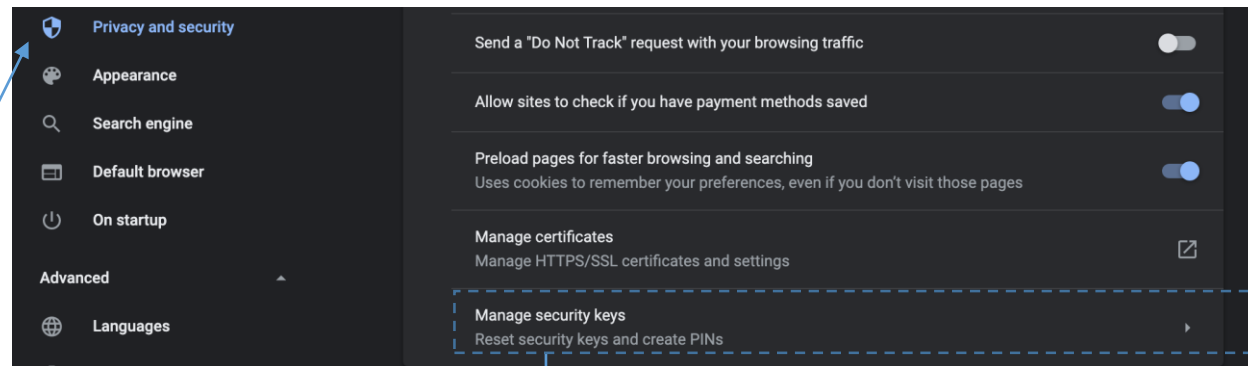 Privacy and security
Appearance
Search engine
Default browser
On startup
Advanced
Languages
Send a "Do Not Track" request with your browsing traffic
Allow sites to check if you have payment methods saved
Preload pages for faster browsing and searching
Uses cookies to remember your preferences, even if you don't visit those pages
Manage certificates
Manage HTTPS/SSL certificates and settings
Manage security keys
Reset security keys and create PINs